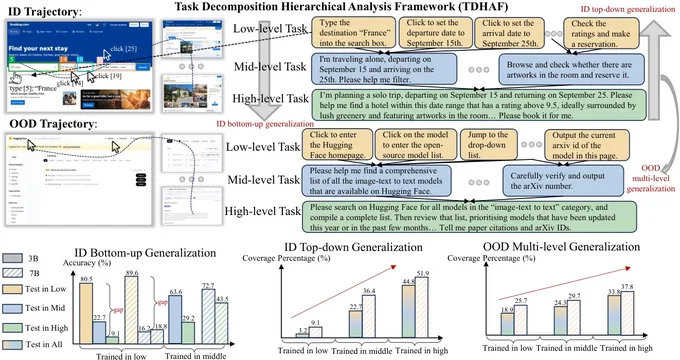 Task Decomposition Hierarchical Analysis Framework (TDHAF)
ID Trajectory:
Find your next stay
click [25]
5
14
19
click [19]
type [5]; "France"
ID top-down generalization
Low-level Task
Type the
destination “France”
into the search box.
Click to set the
departure date to
September 15th.
Click to set the
arrival date to
September 25th.
Check the
ratings and make
a reservation.
Mid-level Task
I'm traveling alone, departing on
September 15 and arriving on the
25th. Please help me filter.
Browse and check whether there are
artworks in the room and reserve it.
High-level Task
I’m planning a solo trip, departing on September 15 and returning on September 25. Please
help me find a hotel within this date range that has a rating above 9.5, ideally surrounded by
lush greenery and featuring artworks in the room… Please book it for me.
OOD Trajectory:
ID bottom-up generalization
Low-level Task
Click to enter
the Hugging
Face homepage.
Click on the model
to enter the open-
source model list.
Jump to the
drop-down
list.
Output the current
arxiv id of the
model in this page.
Mid-level Task
Please help me find a comprehensive
list of all the image-text to text models
that are available on Hugging Face.
Carefully verify and output
the arXiv number.
OOD
multi-level
generalization
High-level Task
Please search on Hugging Face for all models in the “image-text to text” category, and
compile a complete list. Then review that list, prioritising models that have been updated
this year or in the past few months… Tell me paper citations and arXiv IDs.
3B
7B
Test in Low
Test in Mid
Test in High
Test in All
ID Bottom-up Generalization
Accuracy (%)
80.5
22.7
9.1
gap
89.6
16.2
18.8
gap
63.6
29.2
72.7
43.5
Trained in low
Trained in middle
ID Top-down Generalization
Coverage Percentage (%)
3.2
9.1
22.7
36.4
44.8
51.9
Trained in low
Trained in middle
Trained in high
OOD Multi-level Generalization
Coverage Percentage (%)
18.9
25.7
24.3
29.7
33.8
37.8
Trained in low
Trained in middle
Trained in high